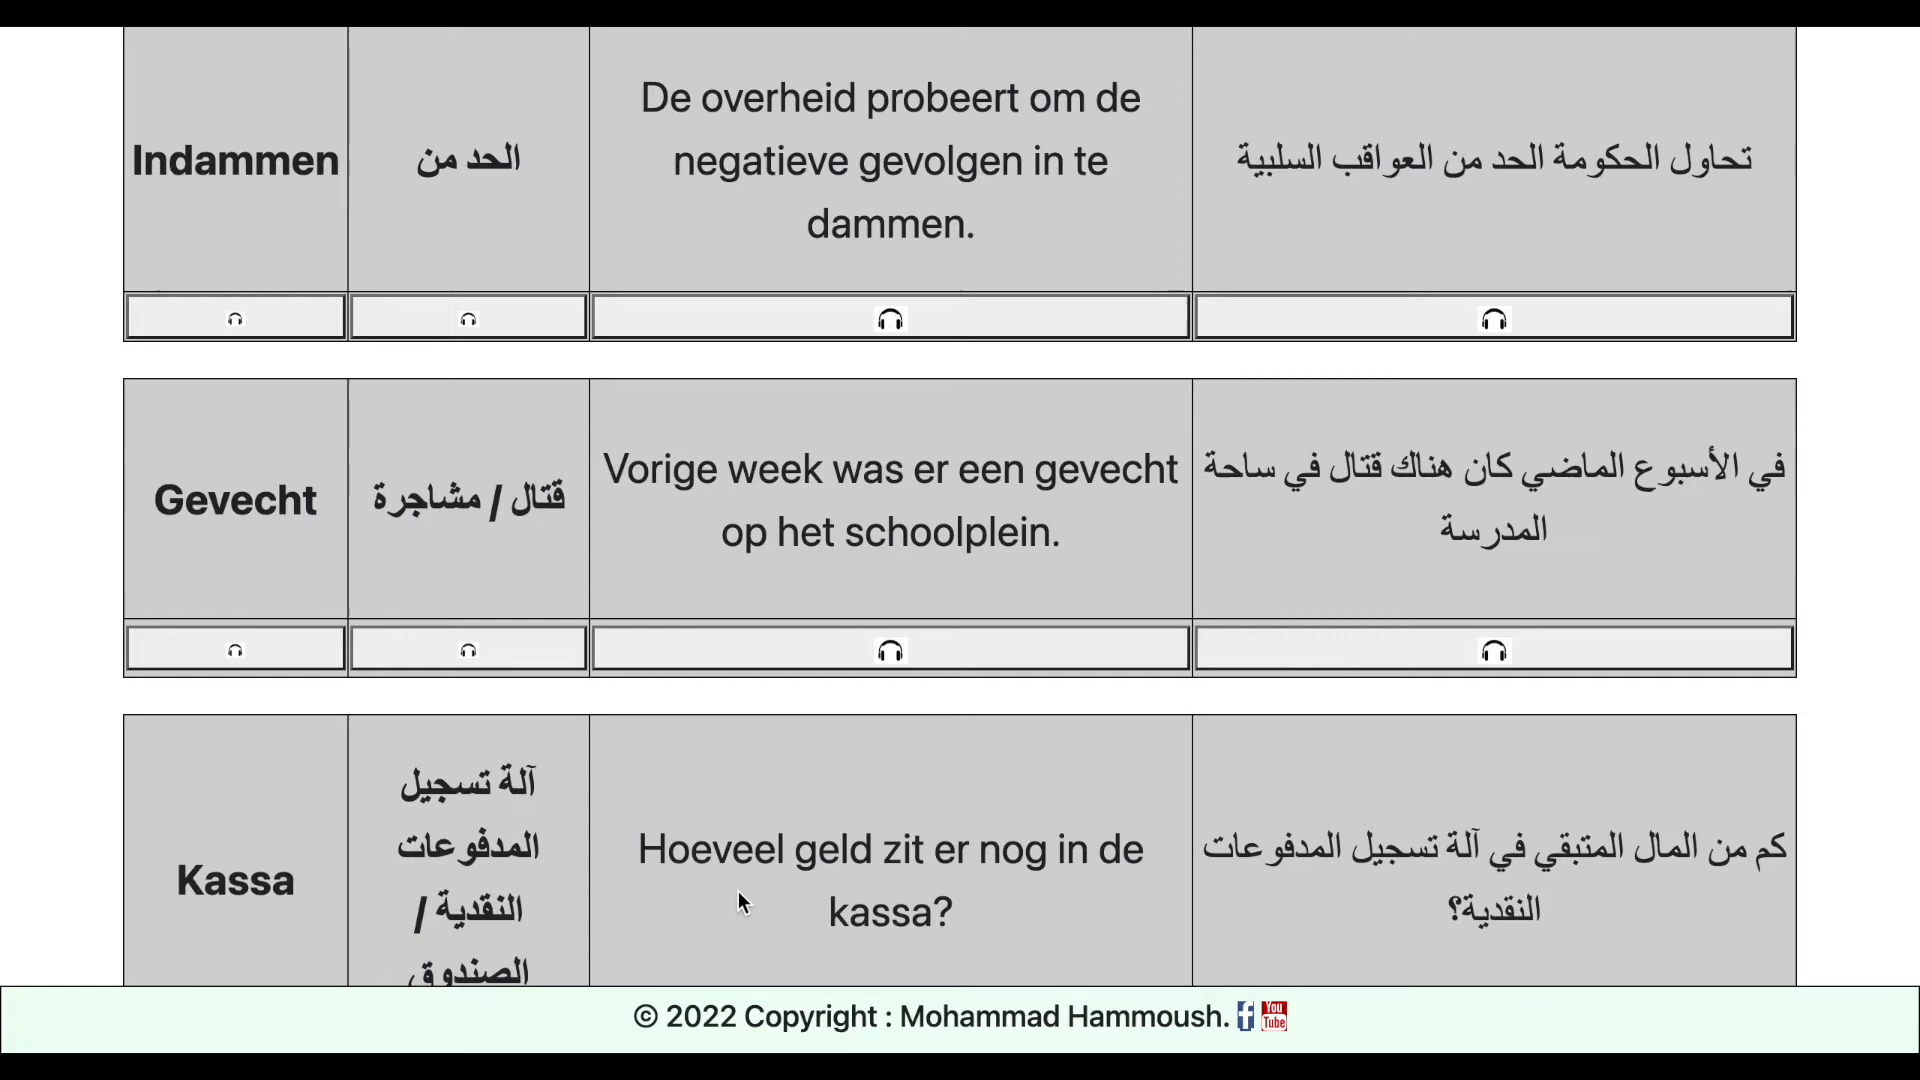 Indammen
الحد من
De overheid probeert om de
negatieve gevolgen in te
dammen.
تحاول الحكومة الحد من العواقب السلبية
Gevecht
قتال / مشاجرة
Vorige week was er een gevecht
op het schoolplein.
في الأسبوع الماضي كان هناك قتال في ساحة
المدرسة
Kassa
آلة تسجيل
المدفوعات
النقدية /
الصندوق
Hoeveel geld zit er nog in de
kassa?
كم من المال المتبقي في آلة تسجيل المدفوعات
النقدية؟
© 2022 Copyright : Mohammad Hammoush.
f
You
Tube